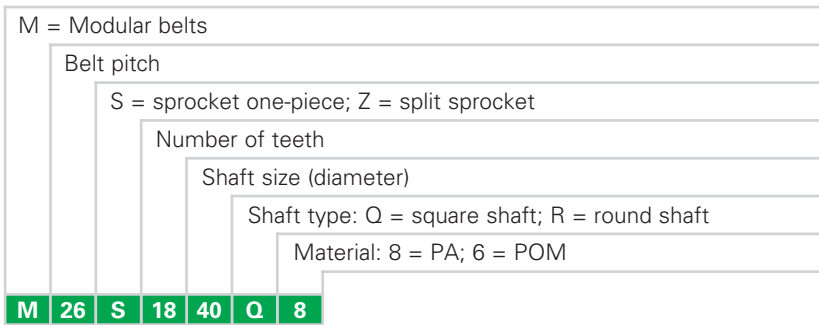 M = Modular belts
Belt pitch
S = sprocket one-piece; Z = split sprocket
Number of teeth
Shaft size (diameter)
Shaft type: Q = square shaft; R = round shaft
Material: 8 = PA; 6 = POM
M 26 S 18 40 Q 8